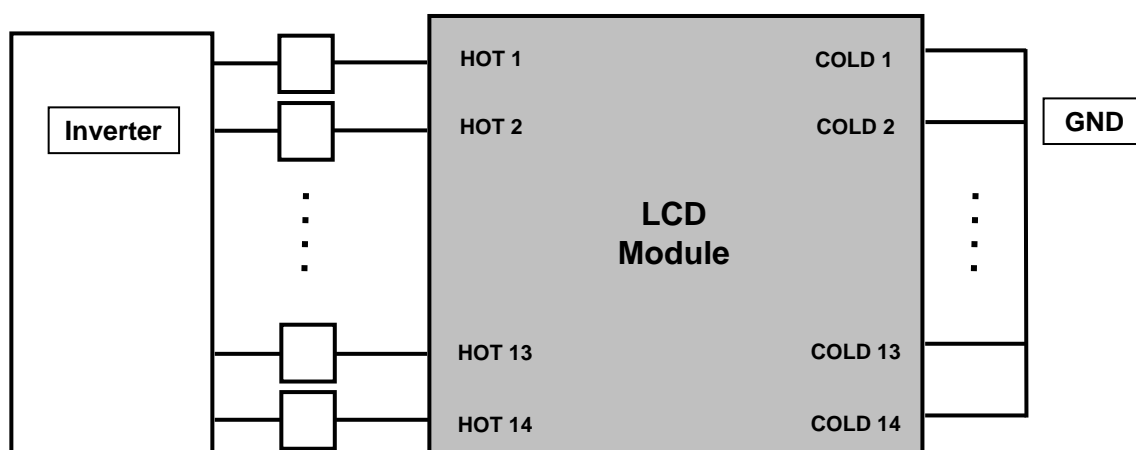 HOT 1
COLD 1
Inverter
HOT 2
COLD 2
GND
LCD
Module
HOT 13
COLD 13
HOT 14
COLD 14